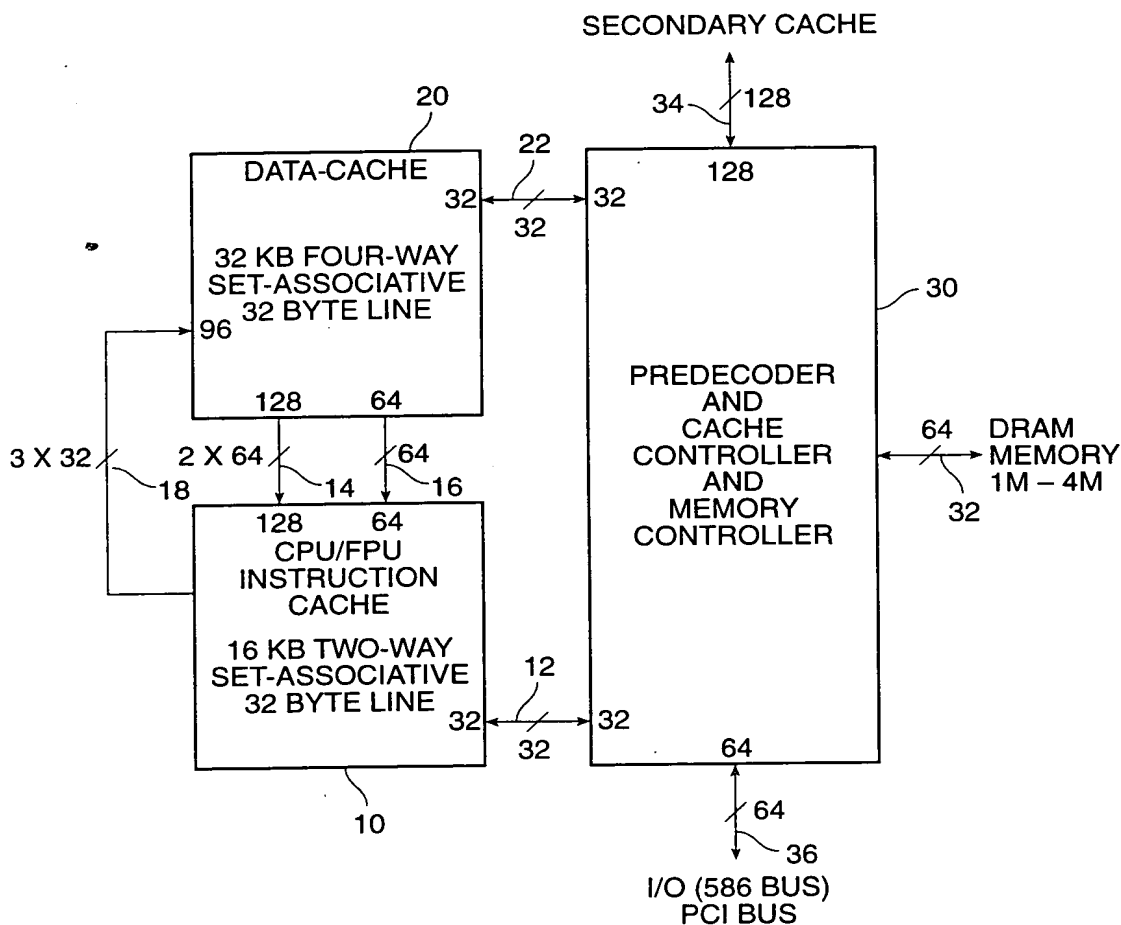 SECONDARY CACHE
34
128
20
DATA-CACHE
32
22
32
32
128
32 KB FOUR-WAY
SET-ASSOCIATIVE
32 BYTE LINE
96
30
128
64
PREDECODER
AND
CACHE
CONTROLLER
AND
MEMORY
CONTROLLER
64
DRAM
MEMORY
1M – 4M
32
3 X 32
18
2 X 64
14
64
16
128
64
CPU/FPU
INSTRUCTION
CACHE
16 KB TWO-WAY
SET-ASSOCIATIVE
32 BYTE LINE
32
12
32
32
64
10
64
36
I/O (586 BUS)
PCI BUS